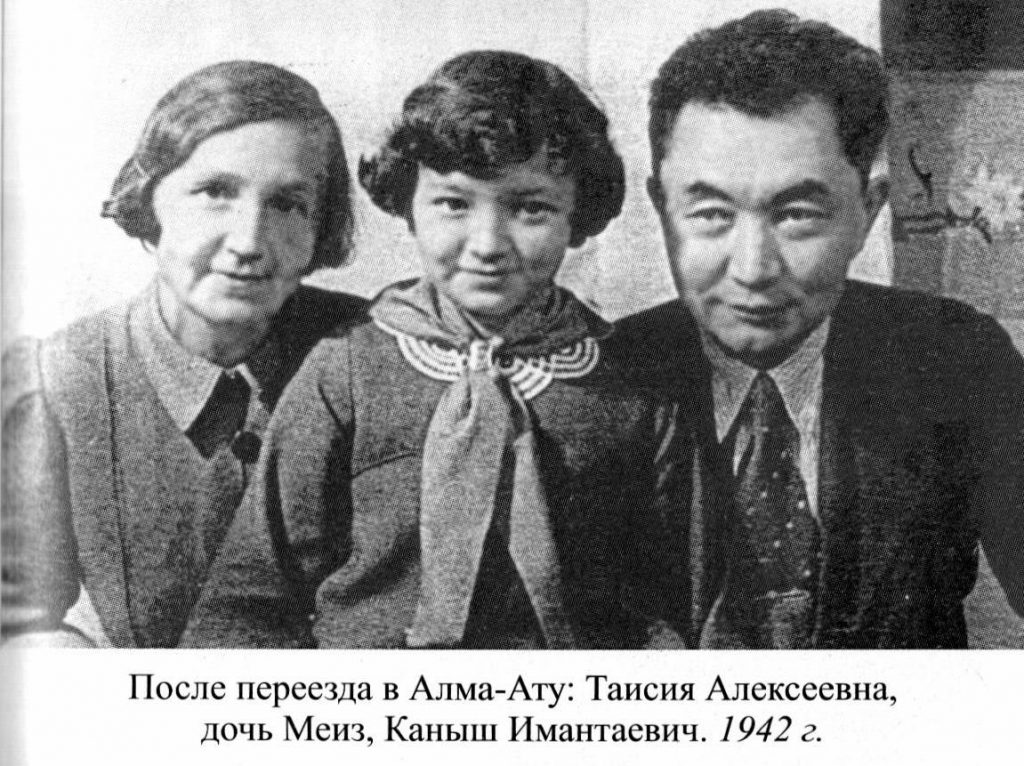 После переезда в Алма-Ату: Таисия Алексеевна,
дочь Меиз, Каныш Имантаевич. 1942 г.